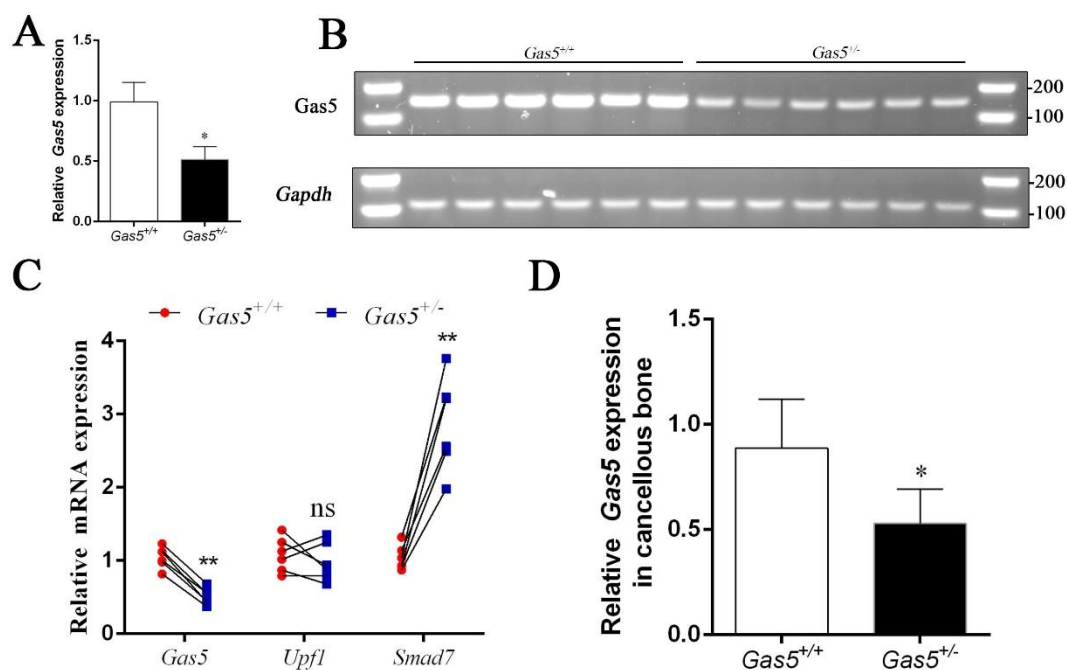 A
Relative Gas5 expression
1.5
1.0
0.5
0.0
Gas5+/+
Gas5+/-
*
B
Gas5+/+
Gas5+/-
Gas5
-200
-100
Gapdh
-200
-100
C
Gas5+/+
Gas5+/-
Relative mRNA expression
4
3
2
1
0
**
ns
**
Gas5
Upf1
Smad7
D
Relative Gas5 expression
in cancellous bone
1.5
1.0
0.5
0.0
*
Gas5+/+
Gas5+/-